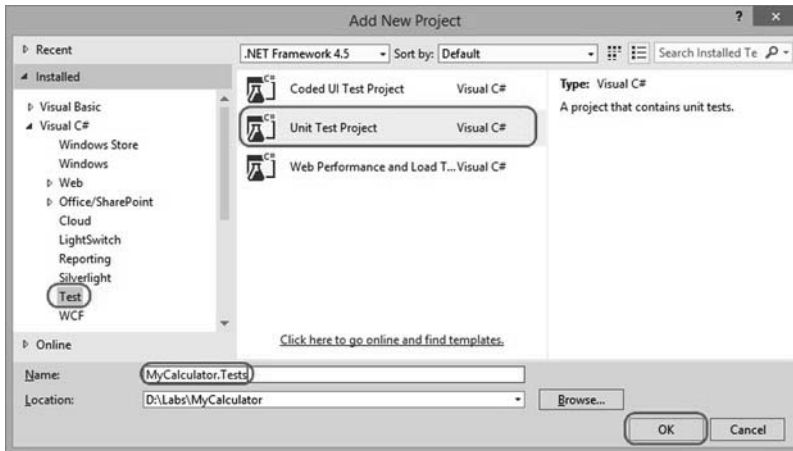 Add New Project
?
×
Recent
Installed
Visual Basic
Visual C#
Windows Store
Windows
Web
Office/SharePoint
Cloud
LightSwitch
Reporting
Silverlight
Test
WCF
Online
.NET Framework 4.5
Sort by: Default
Search Installed Te
C# Coded UI Test Project Visual C#
C# Unit Test Project Visual C#
C# Web Performance and Load T... Visual C#
Click here to go online and find templates.
Type: Visual C#
A project that contains unit tests.
Name: MyCalculator.Tests
Location: D:\Labs\MyCalculator
Browse...
OK
Cancel